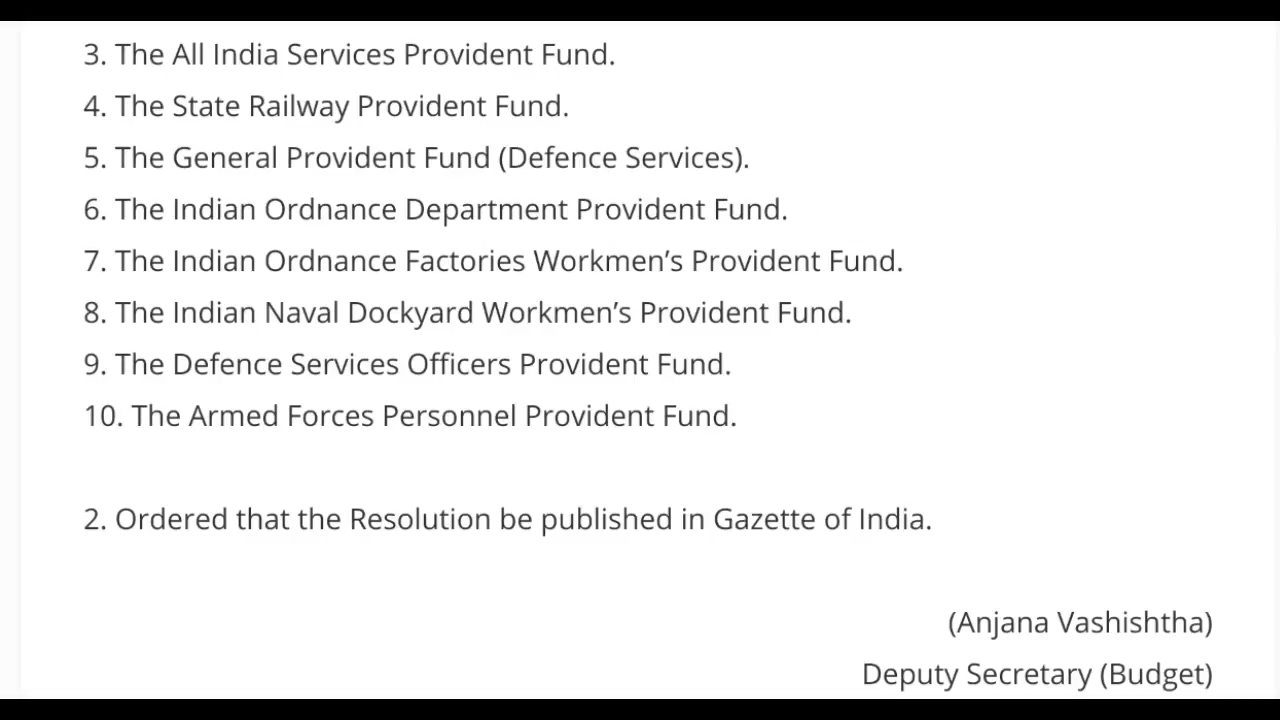 3. The All India Services Provident Fund.
4. The State Railway Provident Fund.
5. The General Provident Fund (Defence Services).
6. The Indian Ordnance Department Provident Fund.
7. The Indian Ordnance Factories Workmen’s Provident Fund.
8. The Indian Naval Dockyard Workmen’s Provident Fund.
9. The Defence Services Officers Provident Fund.
10. The Armed Forces Personnel Provident Fund.
2. Ordered that the Resolution be published in Gazette of India.
(Anjana Vashishtha)
Deputy Secretary (Budget)